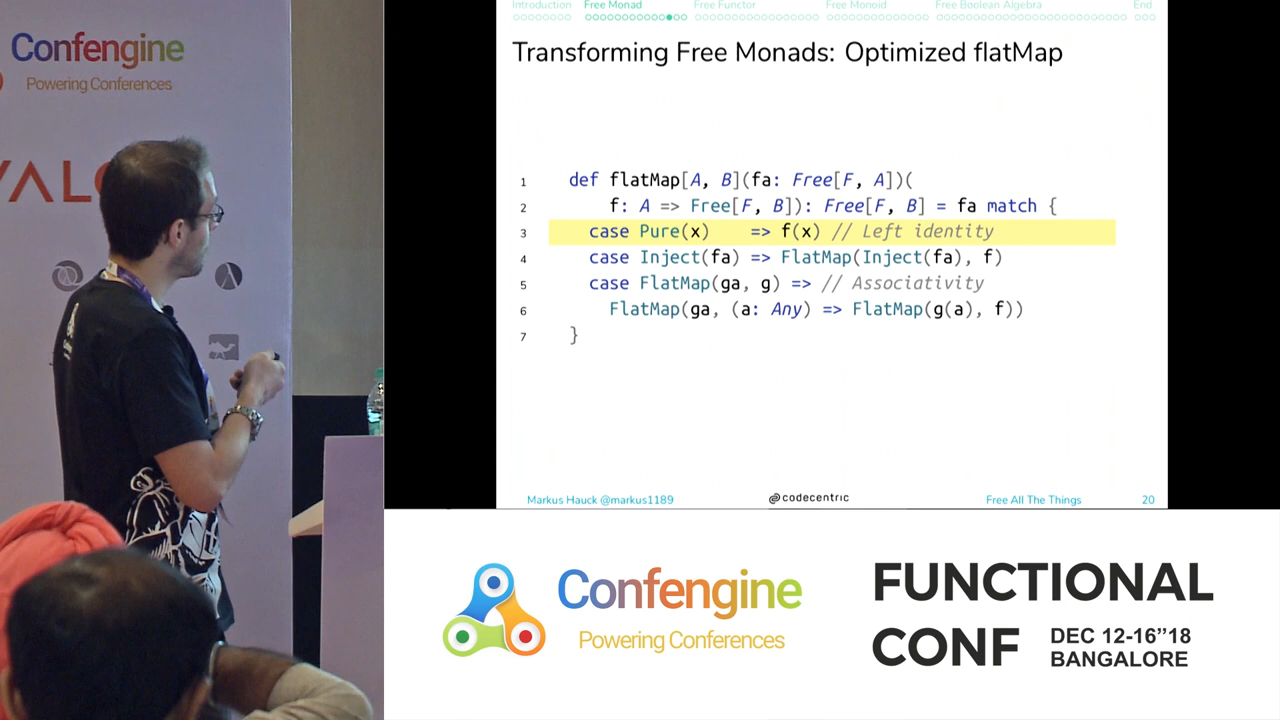 Confengine
Powering Conferences
Introduction Free Monad Free Functor Free Monoid Free Boolean Algebra End
Transforming Free Monads: Optimized flatMap
1 def flatMap[A, B](fa: Free[F, A])(
2 f: A => Free[F, B]): Free[F, B] = fa match {
3 case Pure(x) => f(x) // Left identity
4 case Inject(fa) => FlatMap(Inject(fa), f)
5 case FlatMap(ga, g) => // Associativity
6 FlatMap(ga, (a: Any) => FlatMap(g(a), f))
7 }
Markus Hauck @markus1189 codecentric Free All The Things 20
Confengine
Powering Conferences
FUNCTIONAL
CONF
DEC 12-16”18
BANGALORE